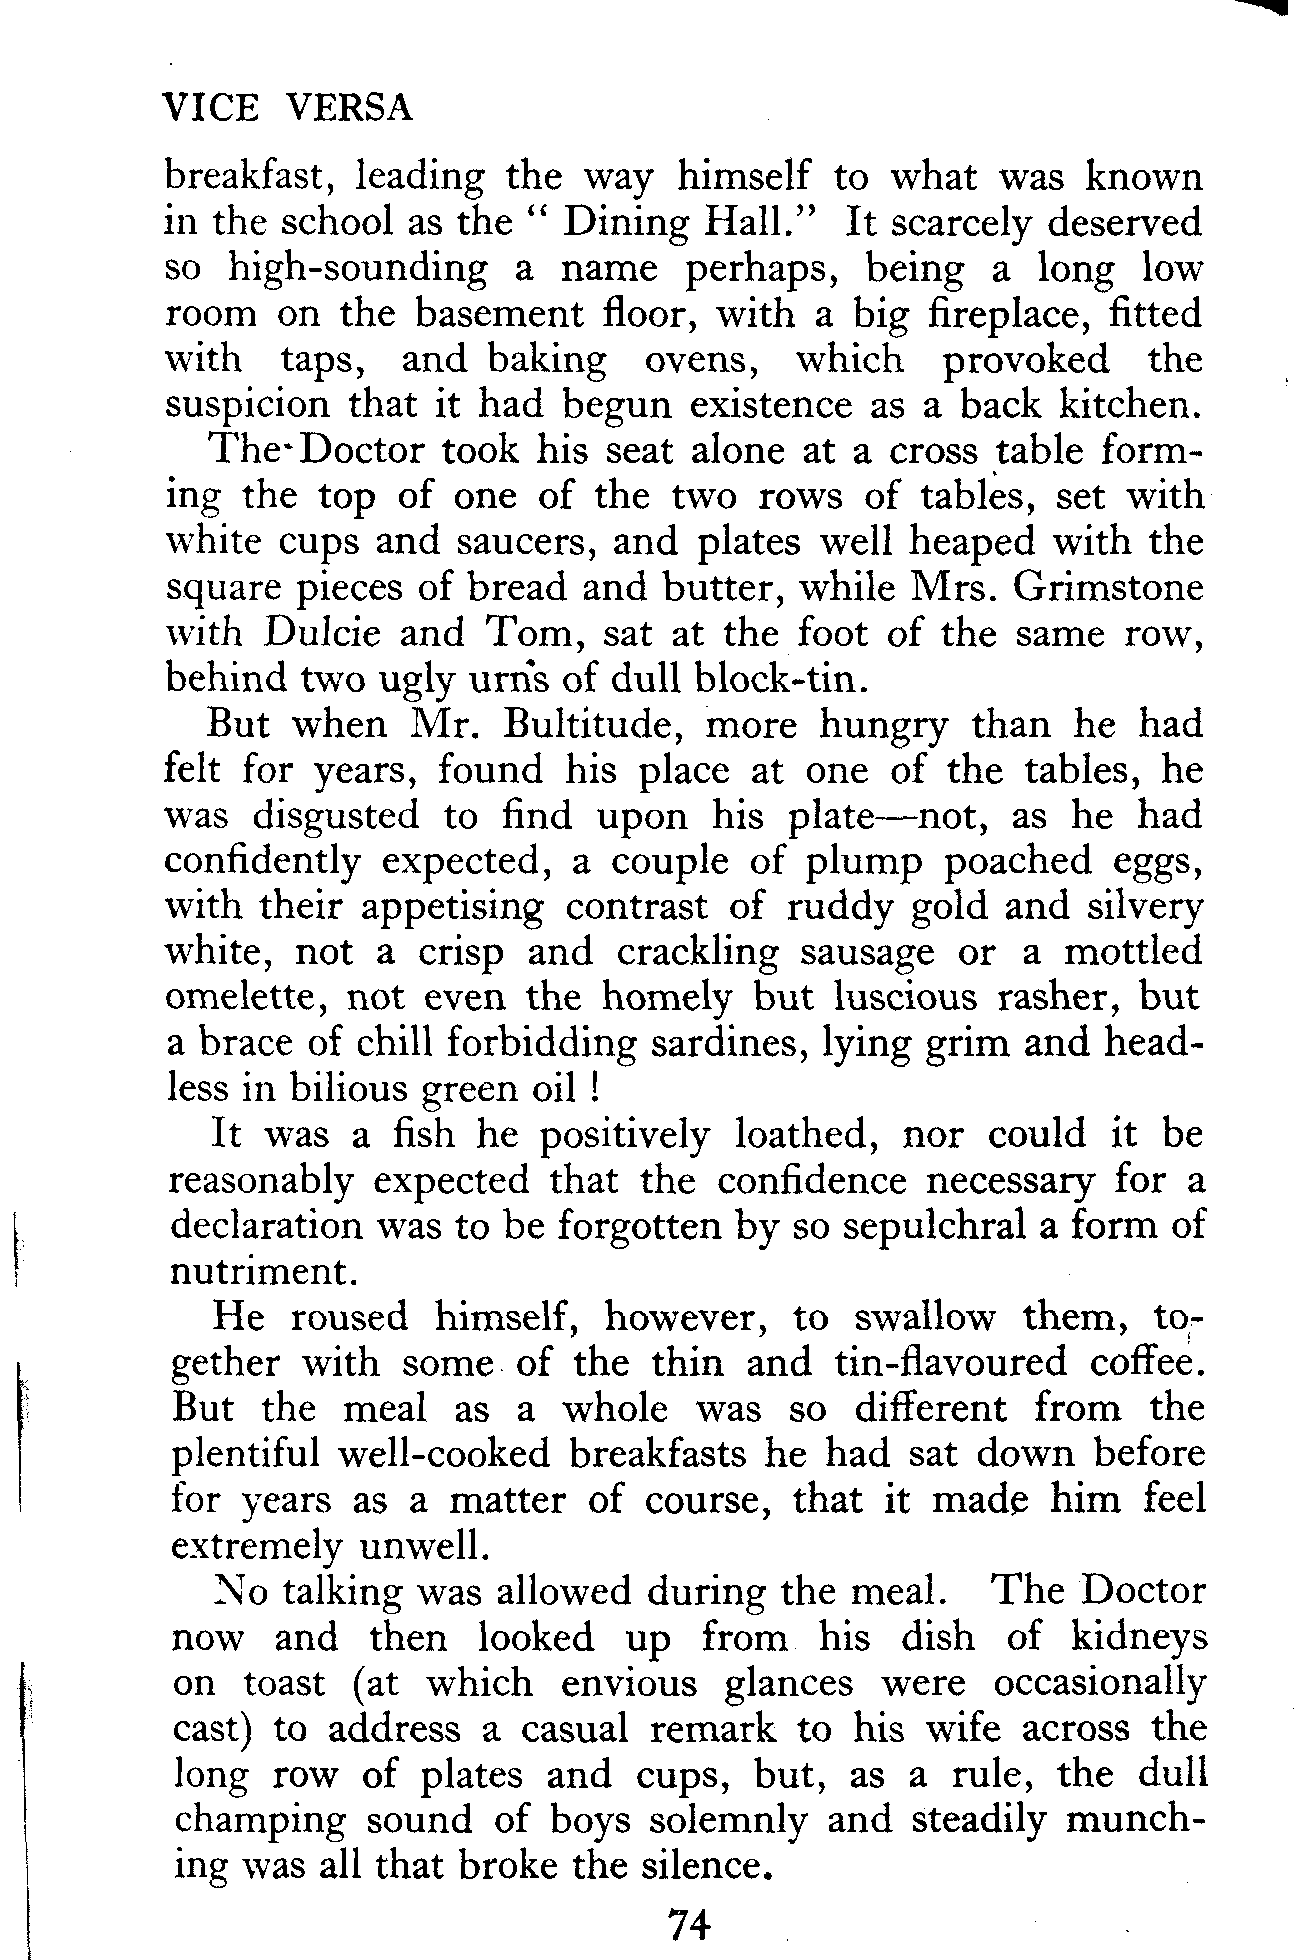 VICE VERSA
breakfast, leading the way himself to what was known
in the school as the “ Dining Hall.” It scarcely deserved
so high-sounding a name perhaps, being a long low
room on the basement floor, with a big fireplace, fitted
with taps, and baking ovens, which provoked the
suspicion that it had begun existence as a back kitchen.
The Doctor took his seat alone at a cross table form-
ing the top of one of the two rows of tables, set with
white cups and saucers, and plates well heaped with the
square pieces of bread and butter, while Mrs. Grimstone
with Dulcie and Tom, sat at the foot of the same row,
behind two ugly urns of dull block-tin.
But when Mr. Bultitude, more hungry than he had
felt for years, found his place at one of the tables, he
was disgusted to find upon his plate—not, as he had
confidently expected, a couple of plump poached eggs,
with their appetising contrast of ruddy gold and silvery
white, not a crisp and crackling sausage or a mottled
omelette, not even the homely but luscious rasher, but
a brace of chill forbidding sardines, lying grim and head-
less in bilious green oil !
It was a fish he positively loathed, nor could it be
reasonably expected that the confidence necessary for a
declaration was to be forgotten by so sepulchral a form of
nutriment.
He roused himself, however, to swallow them, to-
gether with some of the thin and tin-flavoured coffee.
But the meal as a whole was so different from the
plentiful well-cooked breakfasts he had sat down before
for years as a matter of course, that it made him feel
extremely unwell.
No talking was allowed during the meal. The Doctor
now and then looked up from his dish of kidneys
on toast (at which envious glances were occasionally
cast) to address a casual remark to his wife across the
long row of plates and cups, but, as a rule, the dull
champing sound of boys solemnly and steadily munch-
ing was all that broke the silence.
74